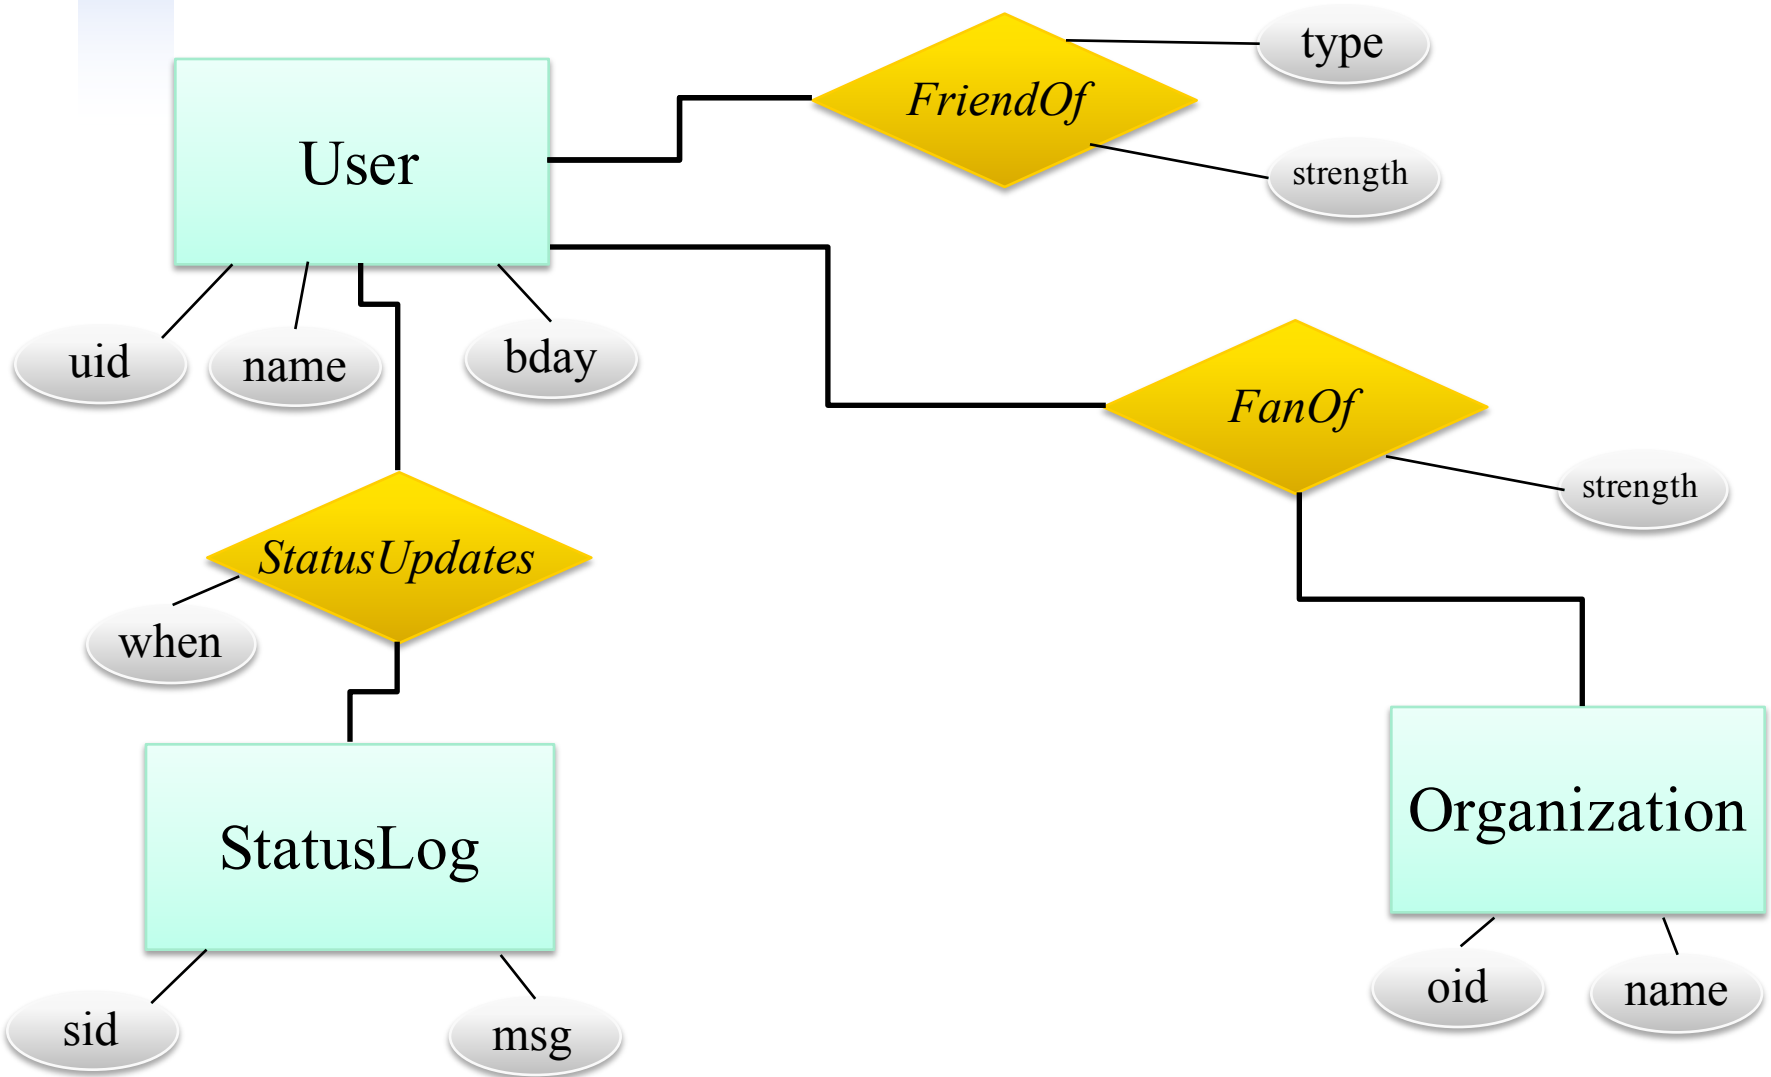 type
FriendOf
User
strength
uid
name
bday
FanOf
strength
StatusUpdates
when
Organization
StatusLog
oid
name
sid
msg